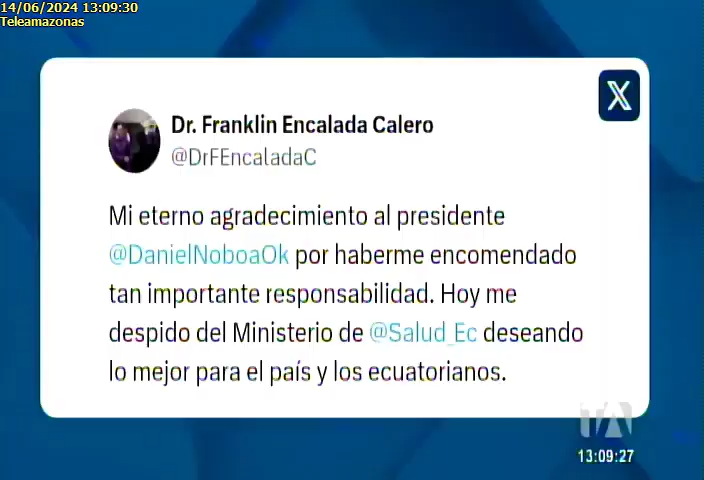 14/06/2024 13:09:30
Teleamazonas
X
Dr. Franklin Encalada Calero
@DrFEncaladaC
Mi eterno agradecimiento al presidente
@DanielNoboaOk por haberme encomendado
tan importante responsabilidad. Hoy me
despido del Ministerio de @Salud_Ec deseando
lo mejor para el país y los ecuatorianos.
TA
13:09:27